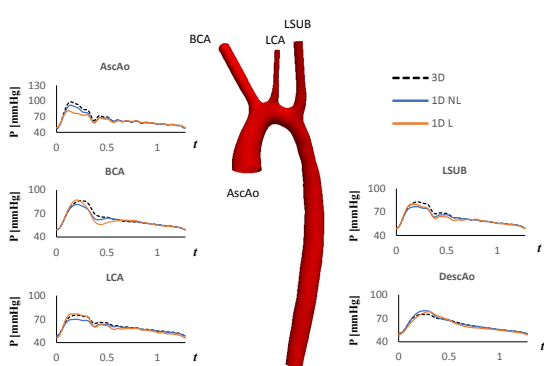 LSUB
BCA
LCA
AscAo
130
100
70
40
P [mmHg]
0
0.5
1
t
3D
1D NL
1D L
BCA
100
70
40
P [mmHg]
0
0.5
1
t
AscAo
LSUB
100
70
40
P [mmHg]
0
0.5
1
t
LCA
100
70
40
P [mmHg]
0
0.5
1
t
DescAo
100
70
40
P [mmHg]
0
0.5
1
t